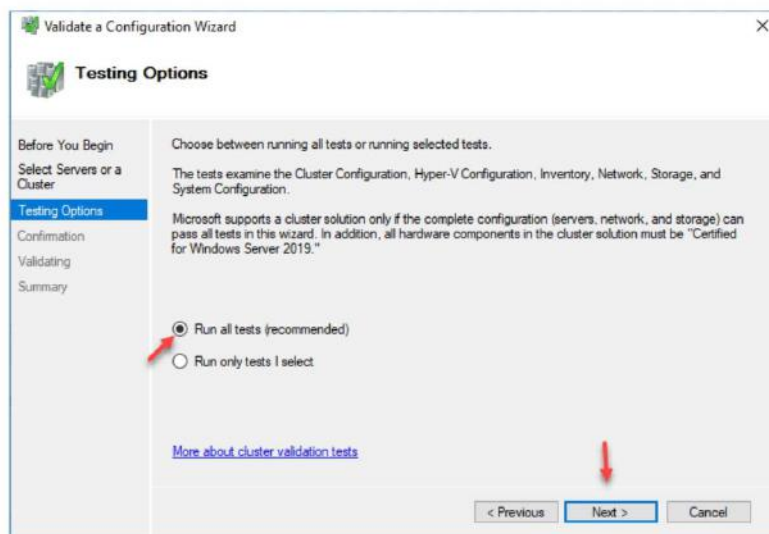 Validate a Configuration Wizard
Testing Options
Before You Begin
Select Servers or a
Cluster
Testing Options
Confirmation
Validating
Summary
Choose between running all tests or running selected tests.
The tests examine the Cluster Configuration, Hyper-V Configuration, Inventory, Network, Storage, and
System Configuration.
Microsoft supports a cluster solution only if the complete configuration (servers, network, and storage) can
pass all tests in this wizard. In addition, all hardware components in the cluster solution must be "Certified
for Windows Server 2019."
Run all tests (recommended)
Run only tests I select
More about cluster validation tests
< Previous
Next >
Cancel